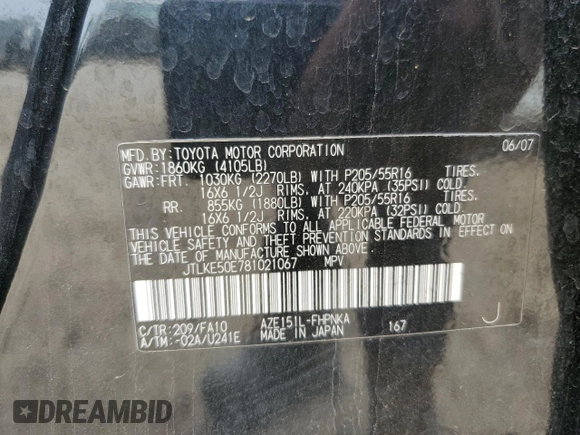 MFD.BY:TOYOTA MOTOR CORPORATION 06/07
GVWR: 1860KG (4105LB)
GAWR:FRT. 1030KG (2270LB) WITH P205/55R16 TIRES.
16X6 1/2J RIMS. AT 240KPA (35PSI) COLD.
RR. 855KG (1880LB) WITH P205/55R16 TIRES.
16X6 1/2J RIMS. AT 220KPA (32PSI) COLD.
THIS VEHICLE CONFORMS TO ALL APPLICABLE FEDERAL MOTOR
VEHICLE SAFETY AND THEFT PREVENTION STANDARDS IN EFFECT ON
THE DATE OF MANUFACTURE SHOWN ABOVE.
JTLKE50E781021067 MPV
C/TR:209/FA10 AZE151L-FHPNKA
A/TM:-02A/U241E MADE IN JAPAN 167 J
DREAMBID